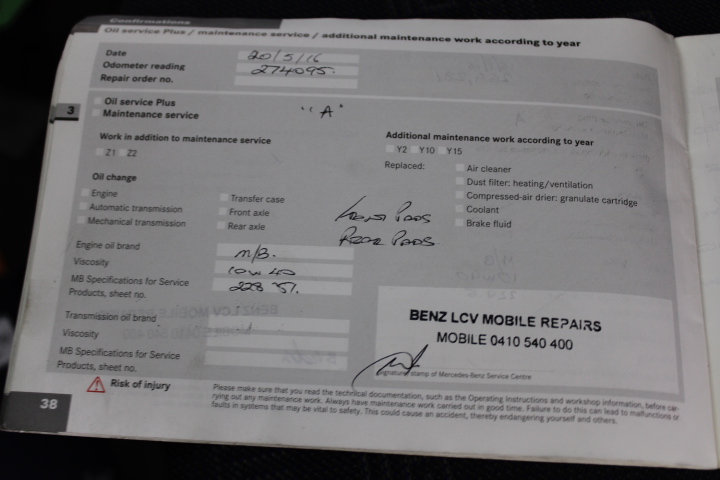 Confirmations
Oil service Plus / maintenance service / additional maintenance work according to year
Date 20/5/16
Odometer reading 274095.
Repair order no.
3
Oil service Plus
Maintenance service "A"
Work in addition to maintenance service
Z1 Z2
Additional maintenance work according to year
Y2 Y10 Y15
Replaced:
Air cleaner
Dust filter: heating/ventilation
Compressed-air drier: granulate cartridge
Coolant
Brake fluid
Oil change
Engine
Automatic transmission
Mechanical transmission
Transfer case
Front axle
Rear axle
Front Pads
Rear Pads
Engine oil brand M/B.
Viscosity 10W40
MB Specifications for Service 228 51.
Products, sheet no.
Transmission oil brand
Viscosity
MB Specifications for Service
Products, sheet no.
BENZ LCV MOBILE REPAIRS
MOBILE 0410 540 400
Signature/stamp of Mercedes-Benz Service Centre
Risk of injury
Please make sure that you read the technical documentation, such as the Operating Instructions and workshop information, before car-
rying out any maintenance work. Always have maintenance work carried out in good time. Failure to do this can lead to malfunctions or
faults in systems that may be vital to safety. This could cause an accident, thereby endangering yourself and others.
38